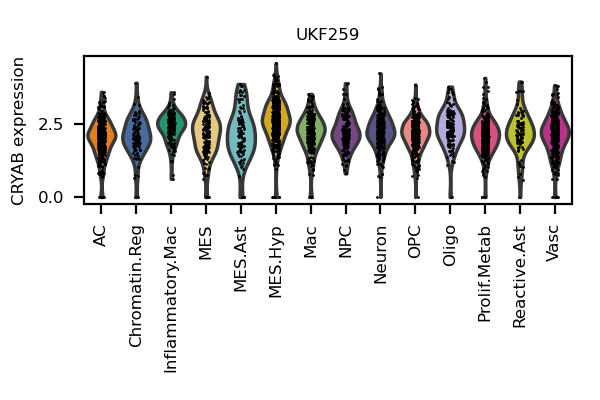 UKF259
CRYAB expression
2.5
0.0
AC
Chromatin.Reg
Inflammatory.Mac
MES
MES.Ast
MES.Hyp
Mac
NPC
Neuron
OPC
Oligo
Prolif.Metab
Reactive.Ast
Vasc